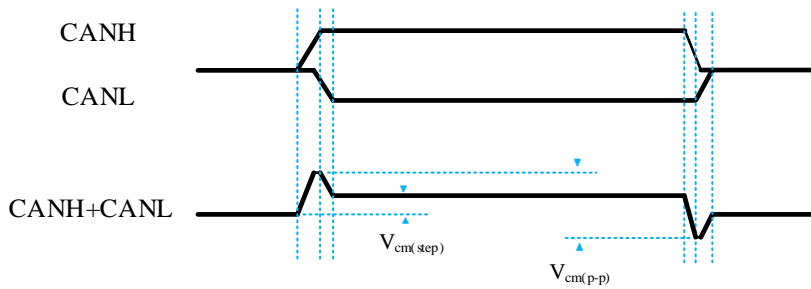 CANH
CANL
CANH+CANL
Vcm(step)
Vcm(p-p)